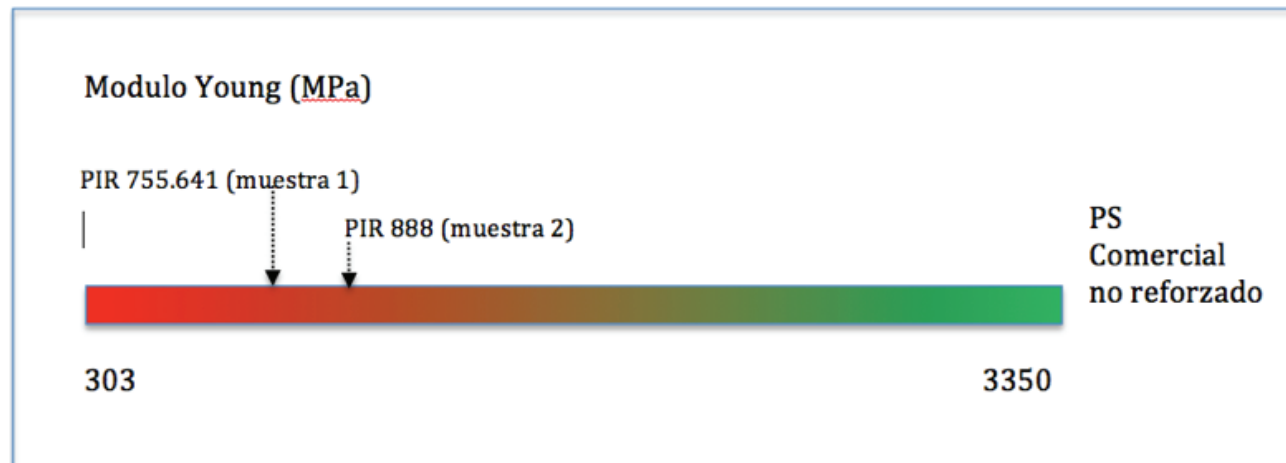 Modulo Young (MPa)
PIR 755.641 (muestra 1)
PIR 888 (muestra 2)
PS
Comercial
no reforzado
303
3350